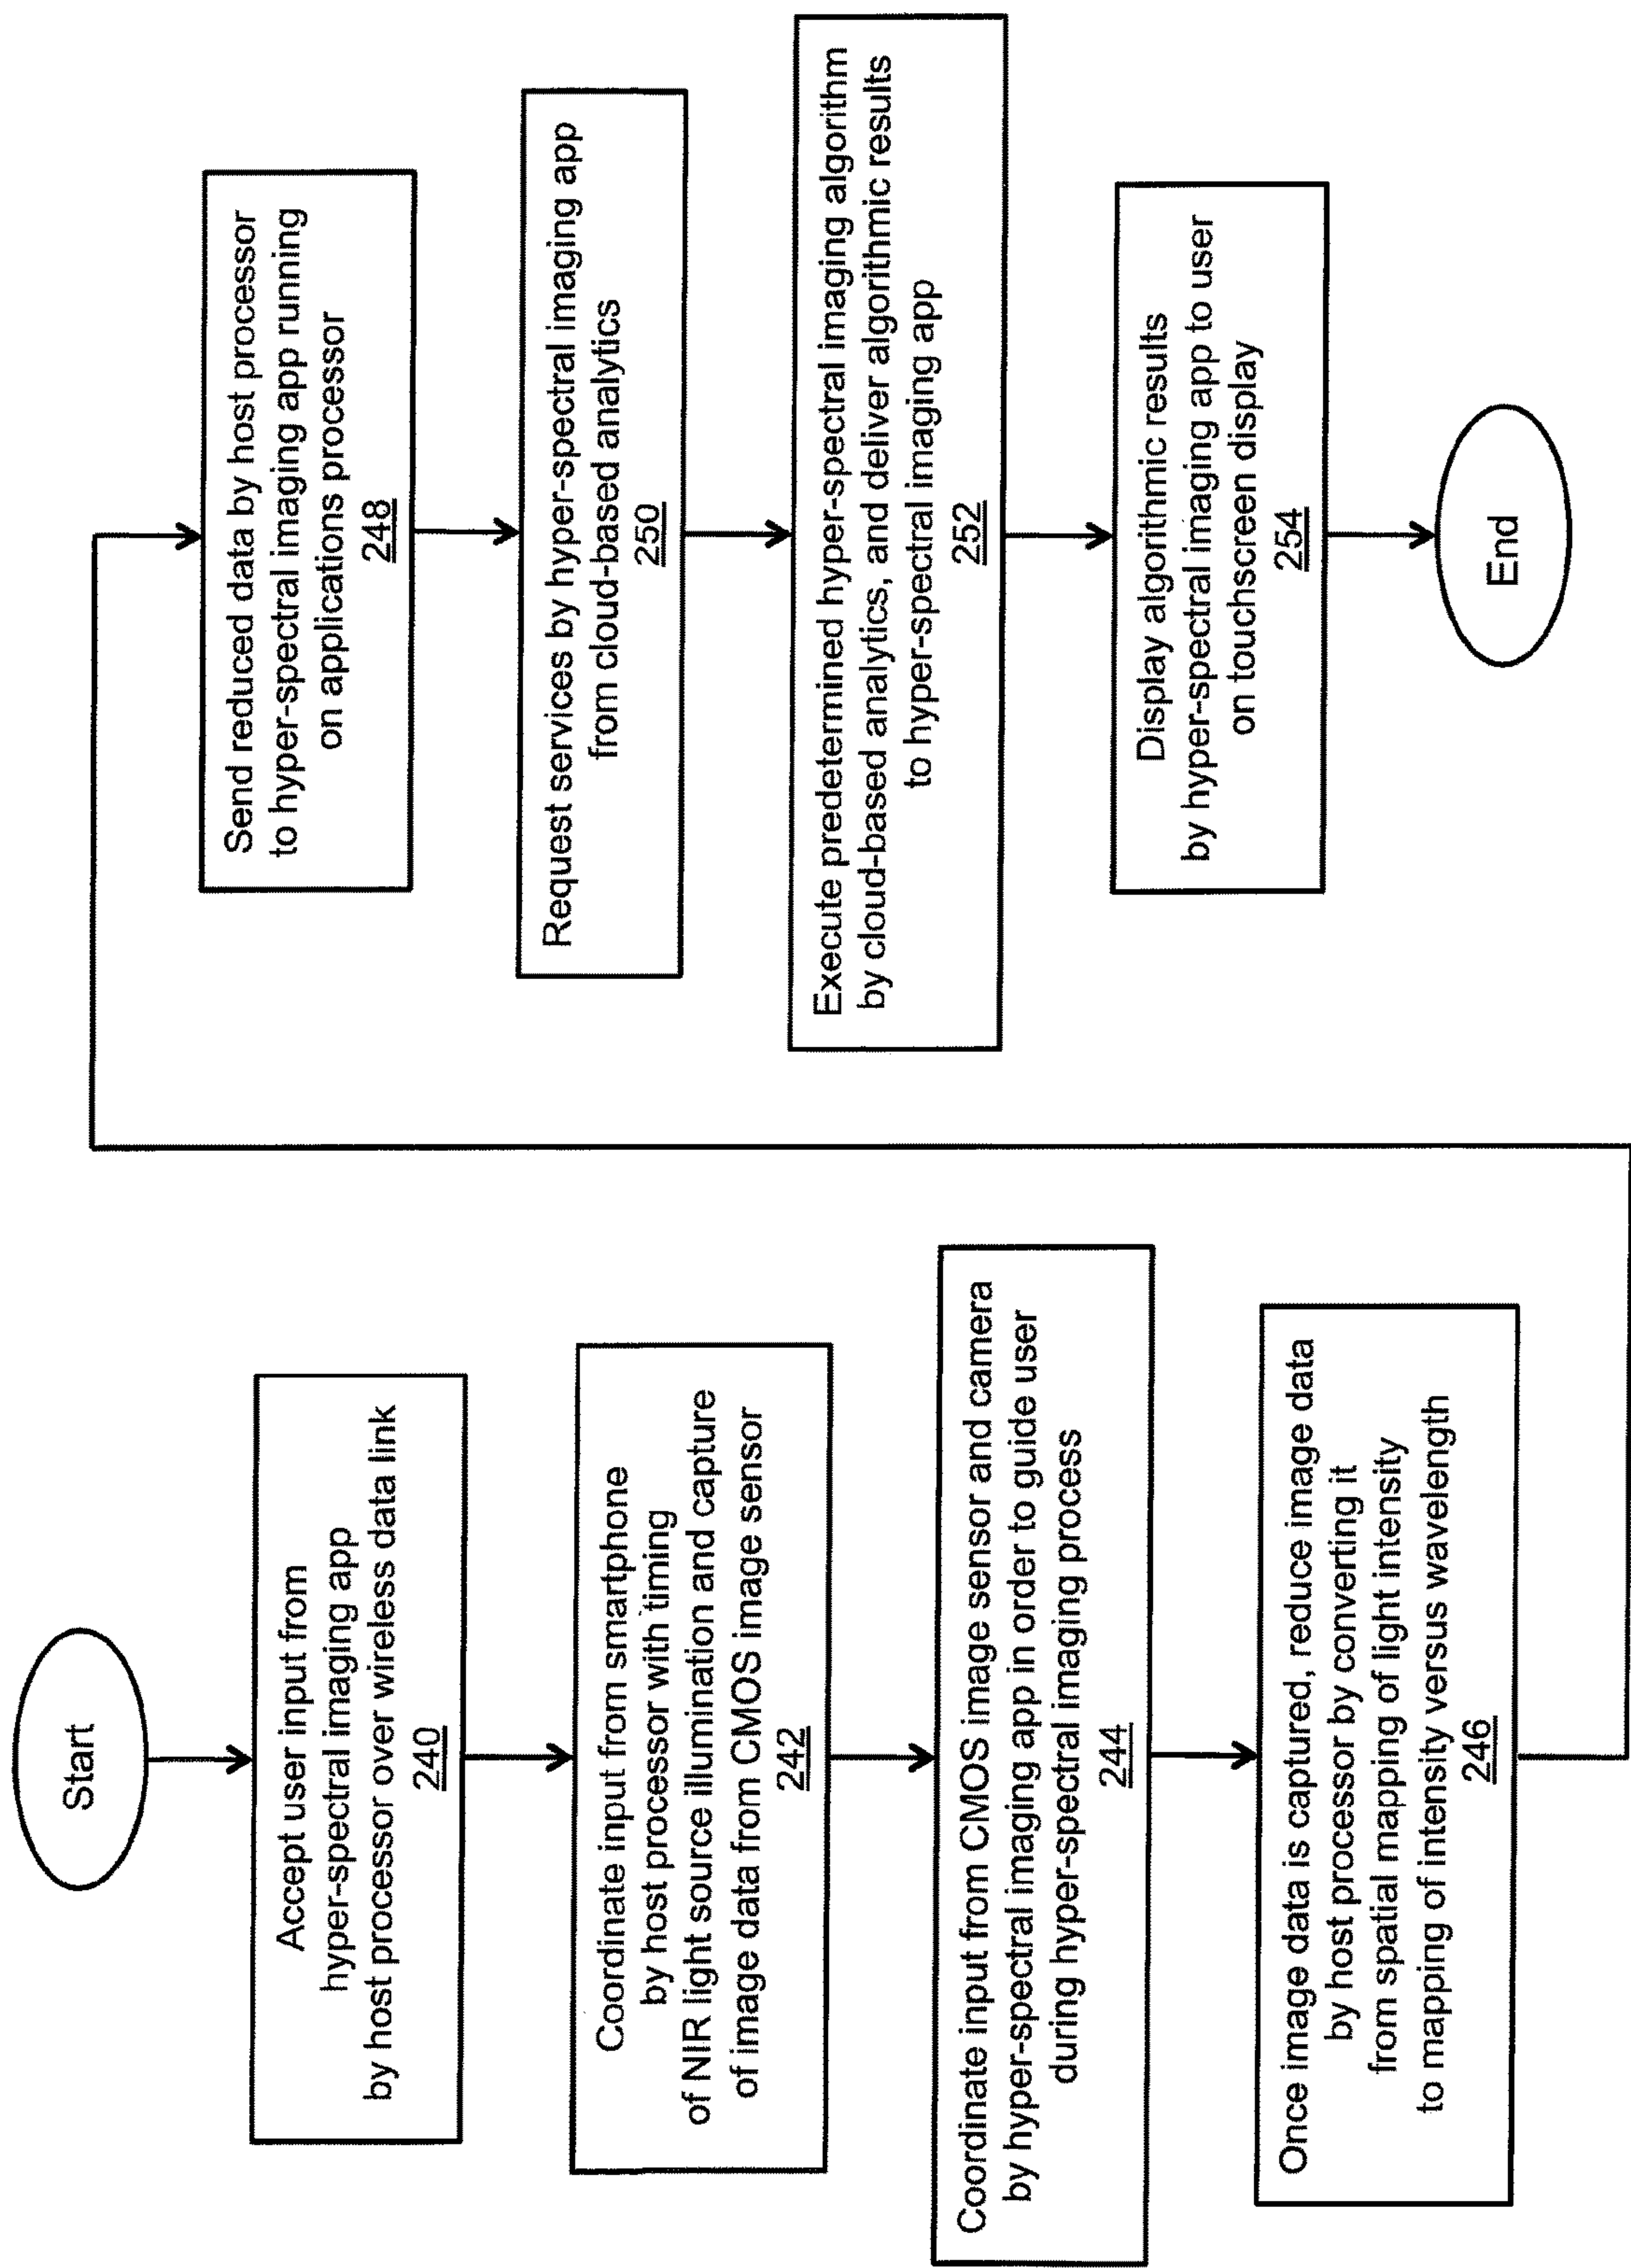 Start
Accept user input from
hyper-spectral imaging app
by host processor over wireless data link
240
Coordinate input from smartphone
by host processor with timing
of NIR light source illumination and capture
of image data from CMOS image sensor
242
Coordinate input from CMOS image sensor and camera
by hyper-spectral imaging app in order to guide user
during hyper-spectral imaging process
244
Once image data is captured, reduce image data
by host processor by converting it
from spatial mapping of light intensity
to mapping of intensity versus wavelength
246
Send reduced data by host processor
to hyper-spectral imaging app running
on applications processor
248
Request services by hyper-spectral imaging app
from cloud-based analytics
250
Execute predetermined hyper-spectral imaging algorithm
by cloud-based analytics, and deliver algorithmic results
to hyper-spectral imaging app
252
Display algorithmic results
by hyper-spectral imaging app to user
on touchscreen display
254
End